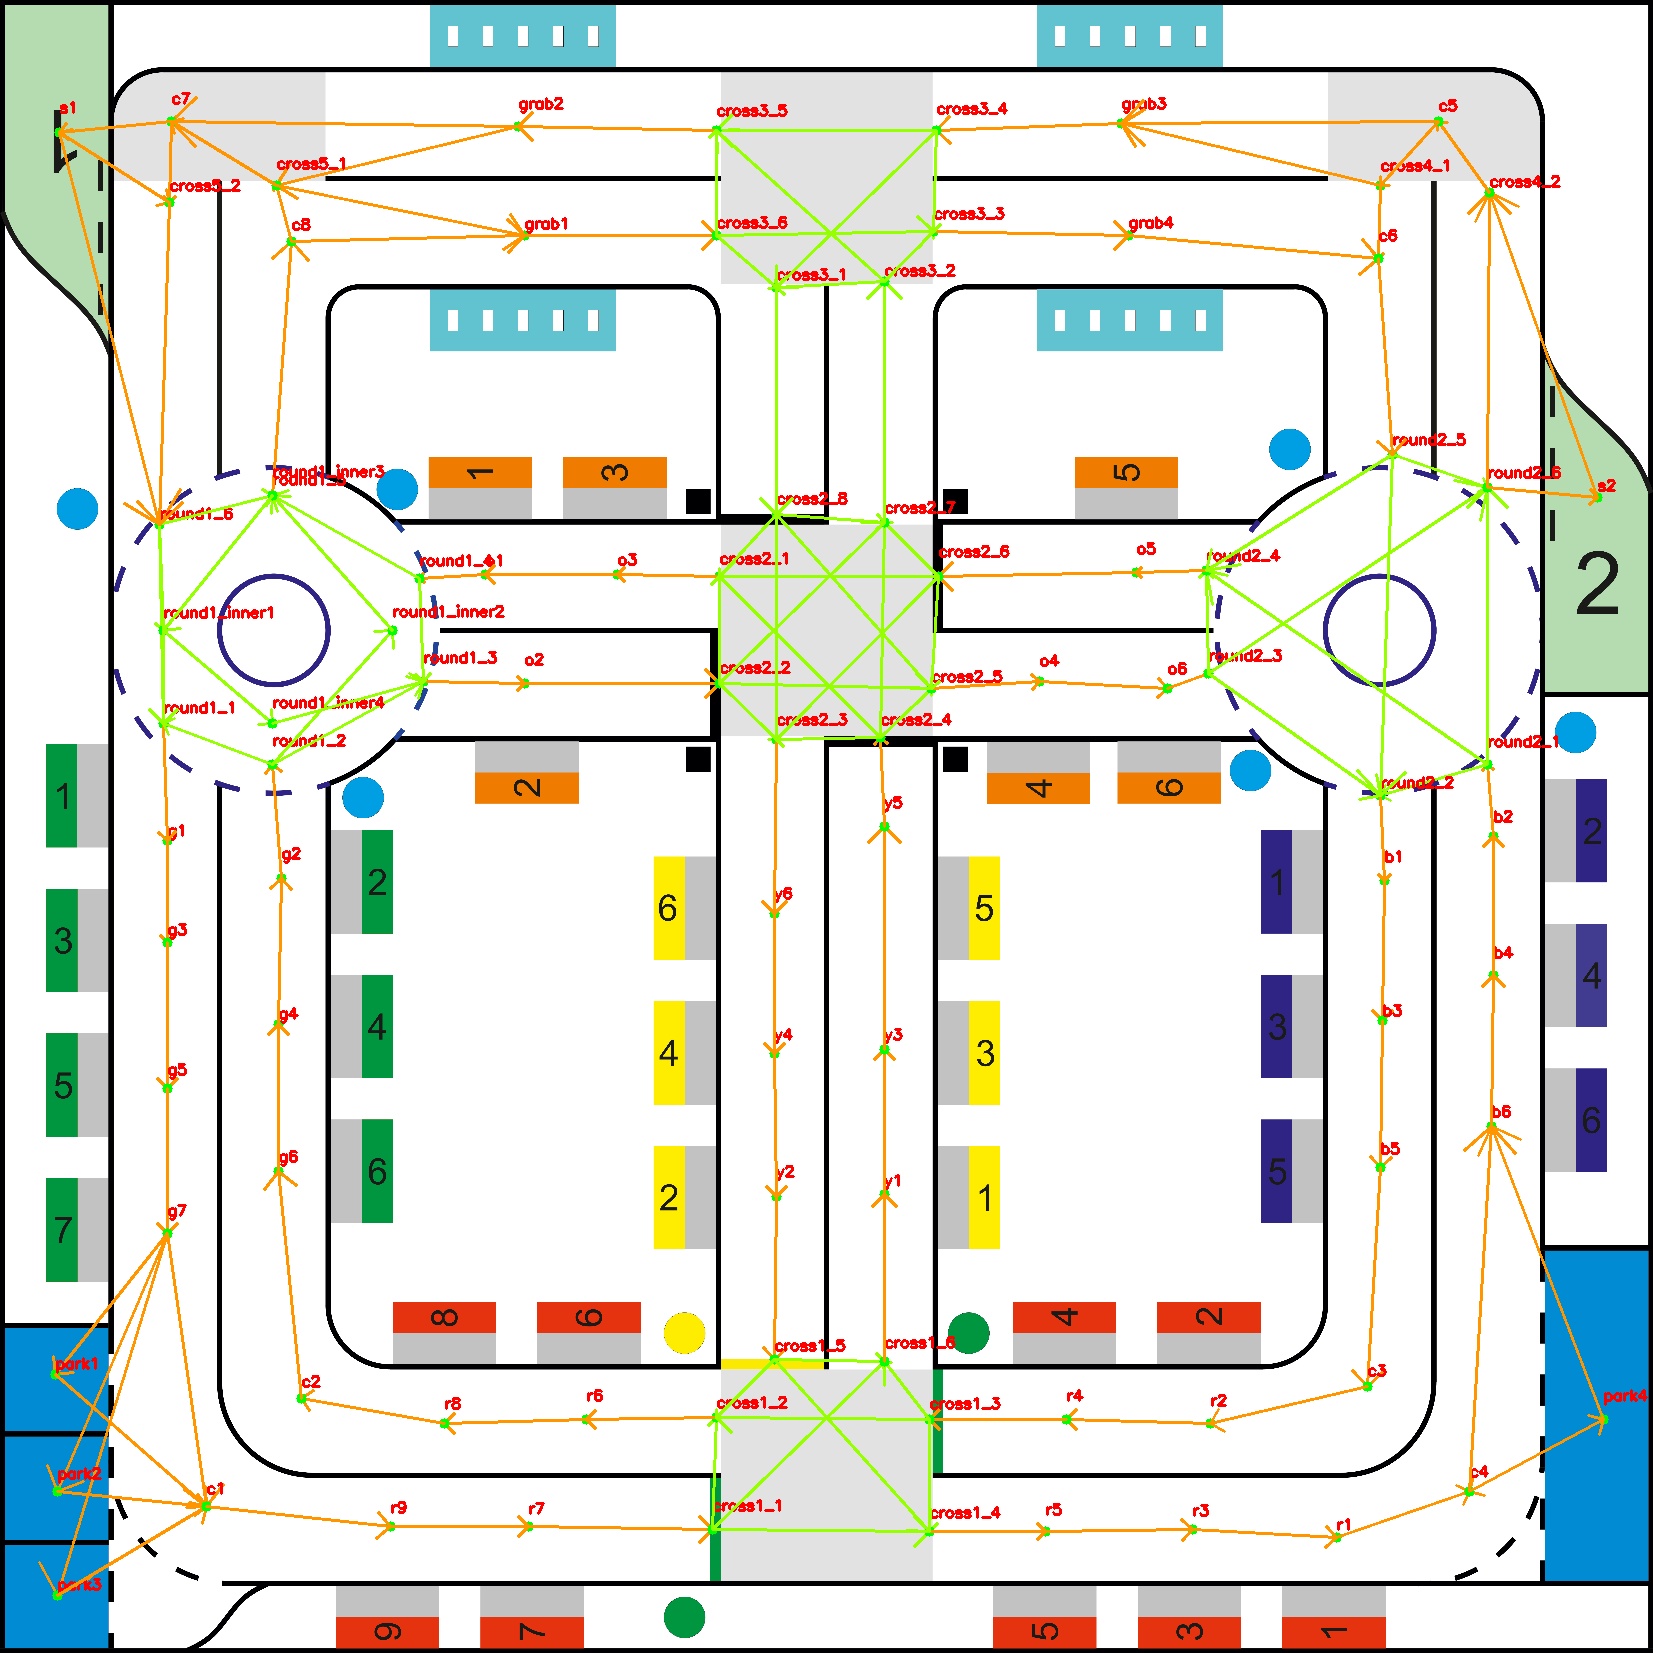 s1
c7
grab2
cross3_5
cross3_4
grab3
c5
1
cross5_1
cross4_1
cross5_2
cross4_2
c8
grab1
cross3_6
cross3_3
grab4
c6
cross3_1
cross3_2
round2_5
1
3
5
round1_inner3
round2_6
s2
cross2_8
cross2_7
round1_6
round1_4
o3
cross2_1
cross2_6
o5
round2_4
2
round1_inner1
round1_inner2
round1_3
o2
cross2_2
cross2_5
o4
o6
round2_3
round1_1
round1_inner4
cross2_3
cross2_4
round1_2
round2_1
round2_2
2
4
6
1
y5
b2
2
g1
g2
b1
2
1
y6
6
5
g3
3
b4
4
g4
b3
4
3
y4
y3
4
3
g5
5
b6
6
g6
b5
6
5
y2
y1
2
1
g7
7
8
6
4
2
cross1_5
cross1_6
park1
c2
c3
r8
r6
cross1_2
cross1_3
r4
r2
park4
park2
c1
c4
r9
r7
cross1_1
cross1_4
r5
r3
r1
park3
9
7
5
3
1